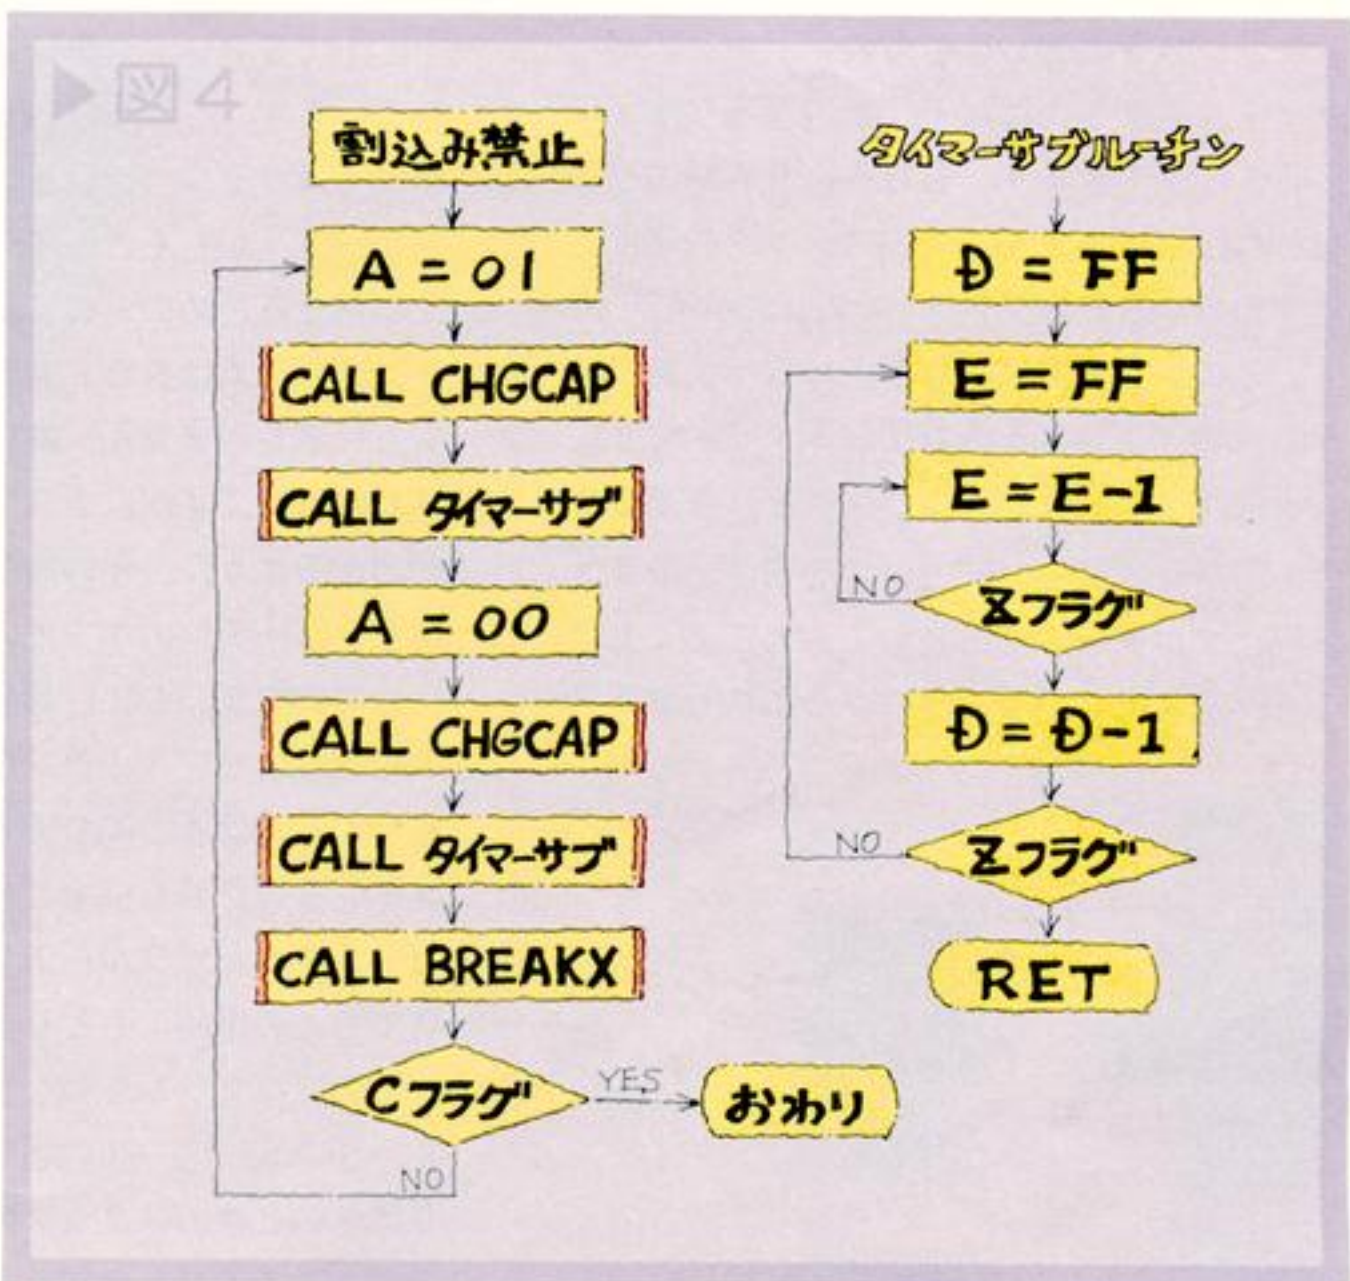 ▶図4
割込み禁止
A = 01
CALL CHGCAP
CALL タイマーサブ
A = 00
CALL CHGCAP
CALL タイマーサブ
CALL BREAKX
Cフラグ
YES
おわり
NO
タイマーサブルーチン
D = FF
E = FF
E = E-1
NO
Zフラグ
D = D-1
NO
Zフラグ
RET